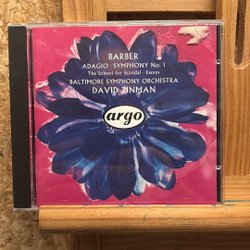 BARBER
ADAGIO · SYMPHONY No. 1
The School for Scandal · Essays
BALTIMORE SYMPHONY ORCHESTRA
DAVID ZINMAN
argo